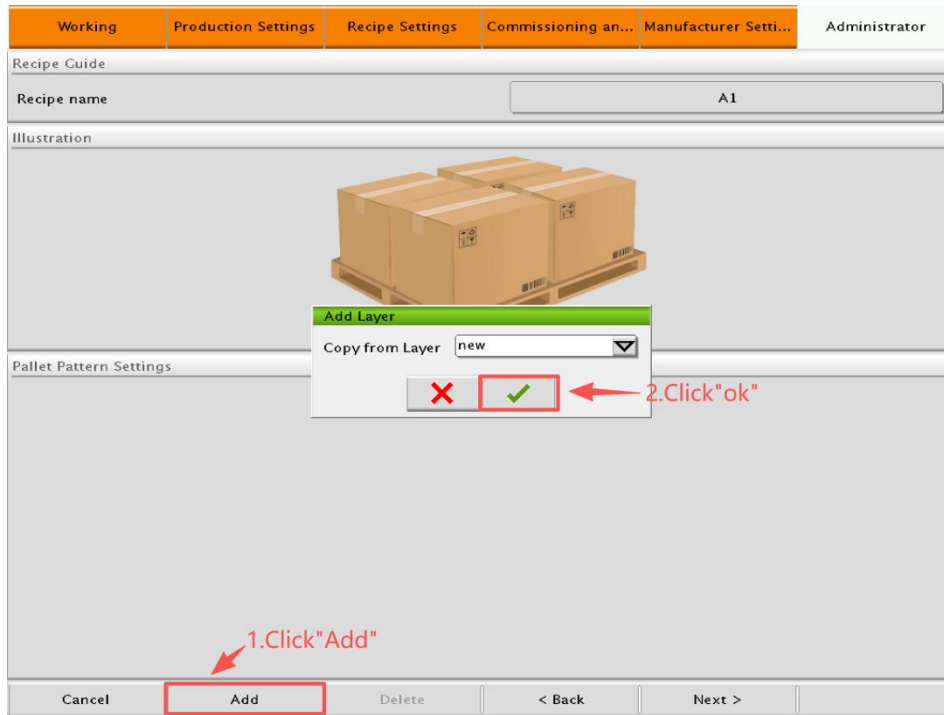 Working Production Settings Recipe Settings Commissioning an... Manufacturer Setti... Administrator
Recipe Guide
Recipe name A1
Illustration
Add Layer
Copy from Layer new
Pallet Pattern Settings
2.Click"ok"
1.Click"Add"
Cancel Add Delete < Back Next >